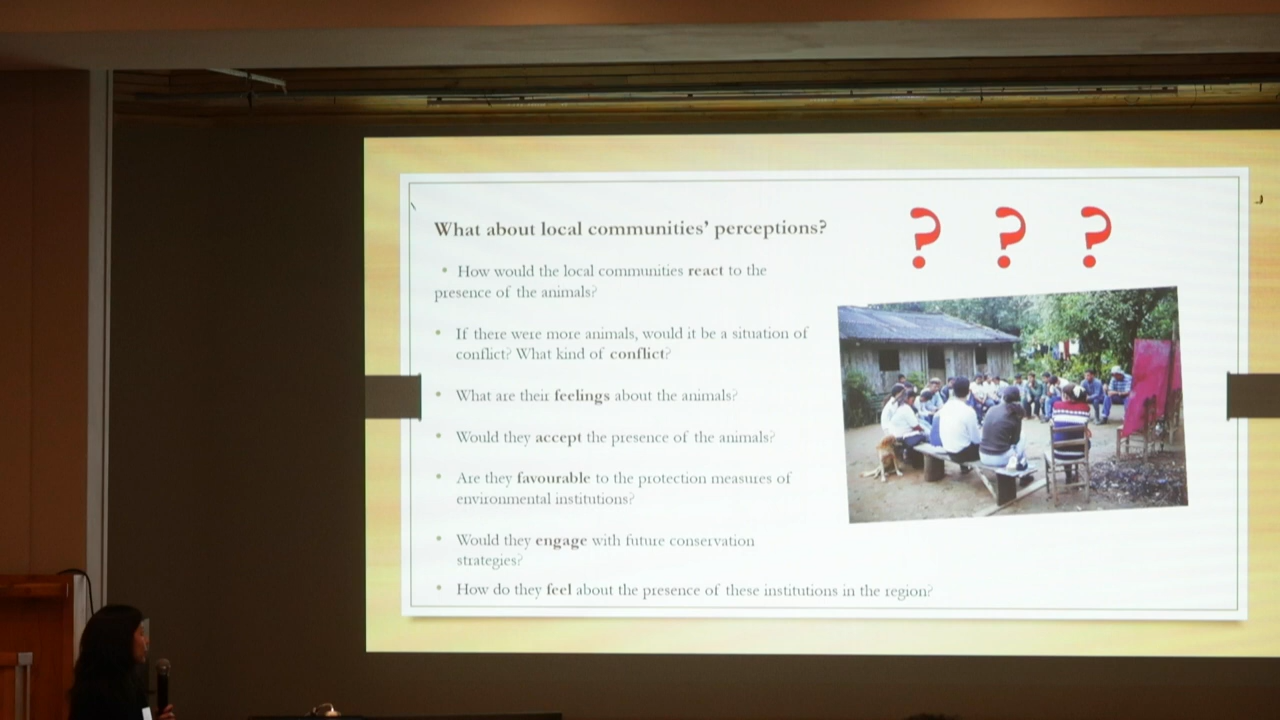 What about local communities' perceptions?
? ? ?
• How would the local communities react to the
presence of the animals?
• If there were more animals, would it be a situation of
conflict? What kind of conflict?
• What are their feelings about the animals?
• Would they accept the presence of the animals?
• Are they favourable to the protection measures of
environmental institutions?
• Would they engage with future conservation
strategies?
• How do they feel about the presence of these institutions in the region?